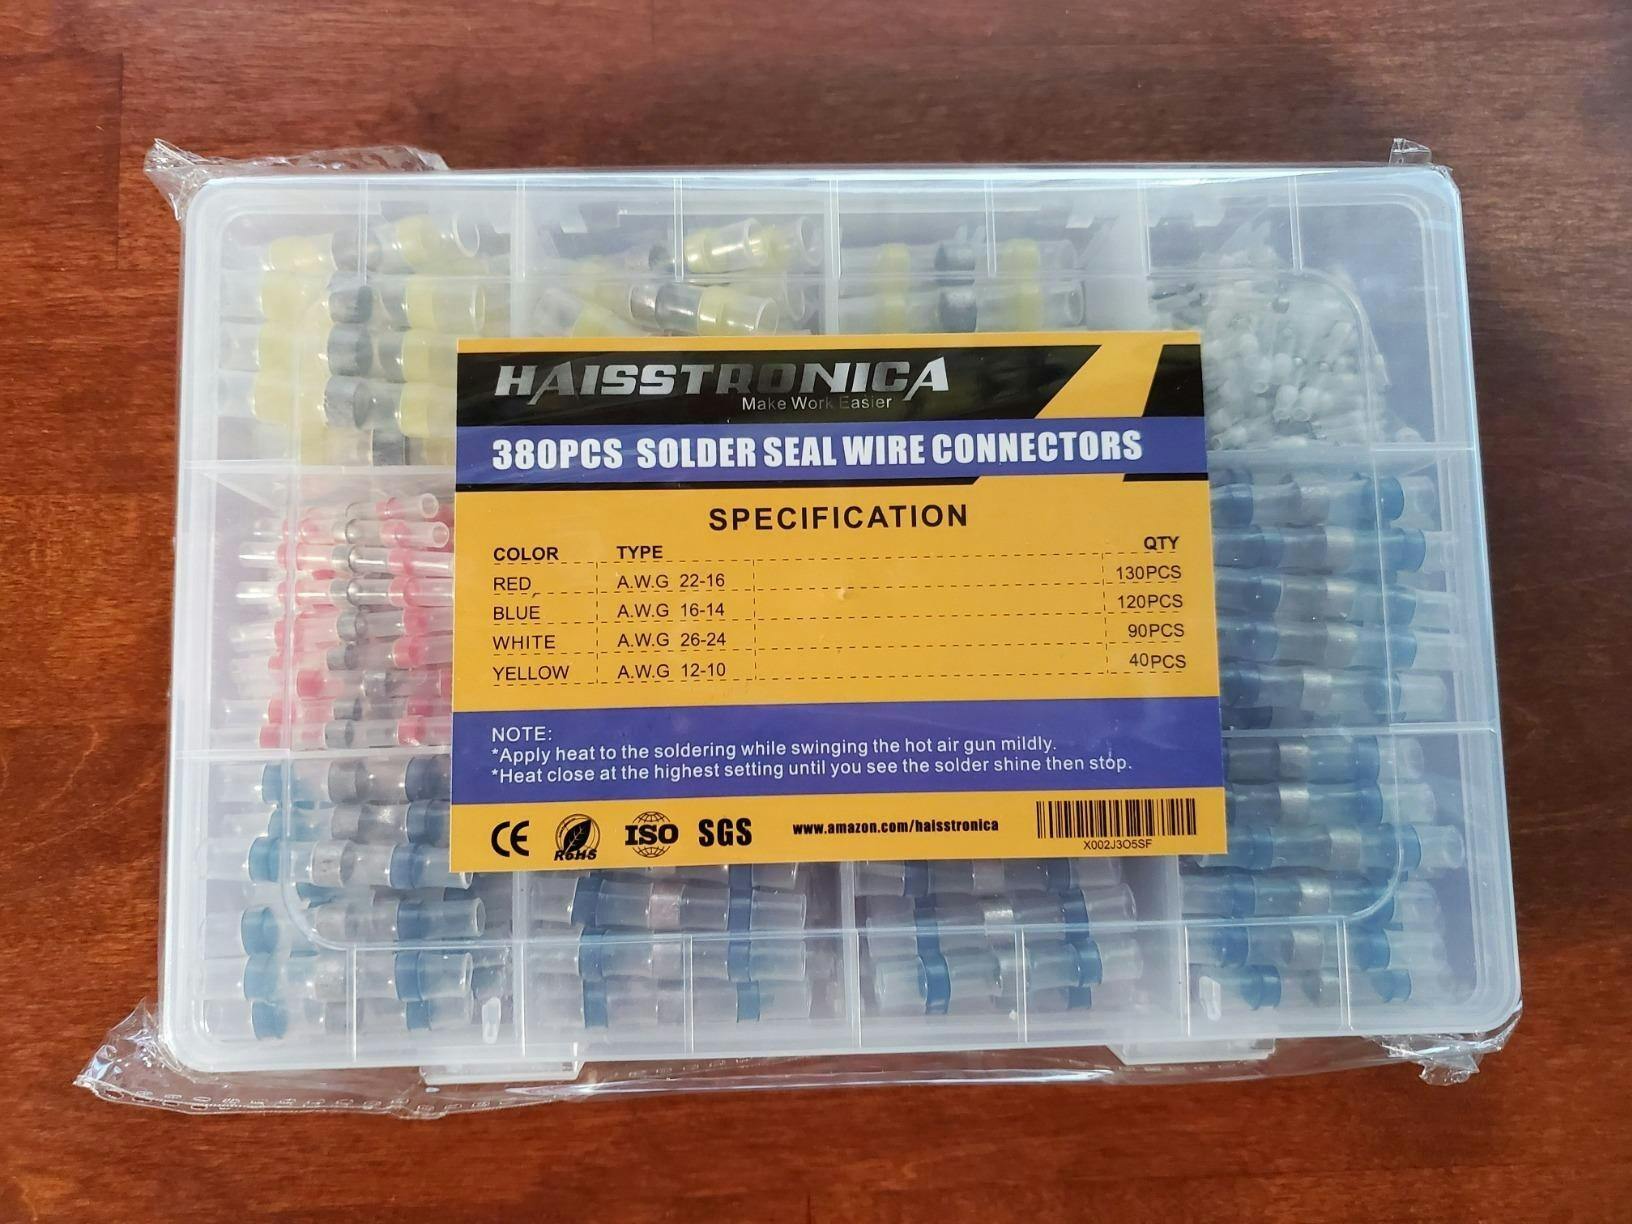 HAISSTRONICA
Make Work Easier
380PCS SOLDER SEAL WIRE CONNECTORS
SPECIFICATION
COLOR TYPE QTY
RED A.W.G 22-16 130PCS
BLUE A.W.G 16-14 120PCS
WHITE A.W.G 26-24 90PCS
YELLOW A.W.G 12-10 40PCS
NOTE:
*Apply heat to the soldering while swinging the hot air gun mildly.
*Heat close at the highest setting until you see the solder shine then stop.
CE RoHS ISO SGS www.amazon.com/haisstronica
X002J3O5SF